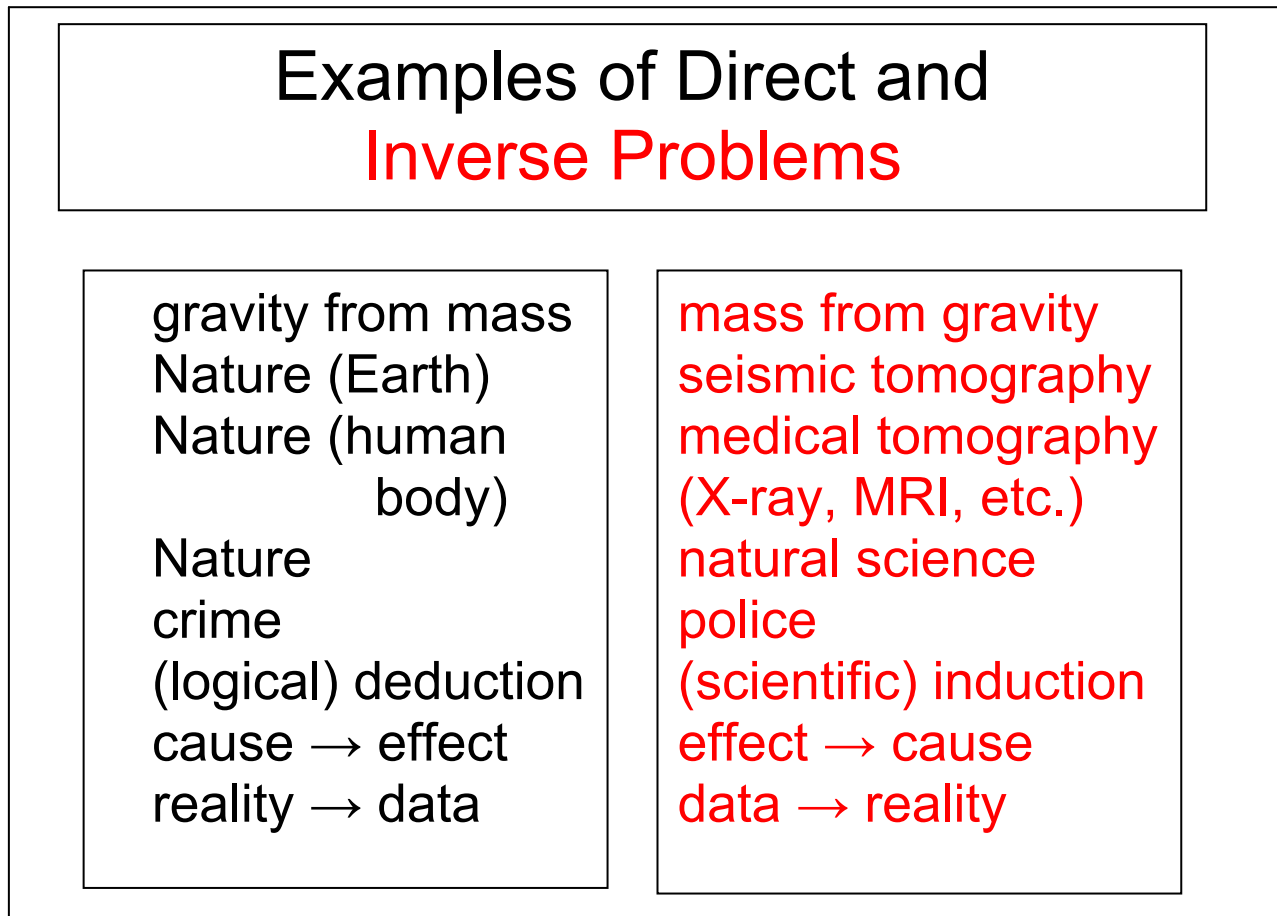 Examples of Direct and
Inverse Problems
gravity from mass
Nature (Earth)
Nature (human
body)
Nature
crime
(logical) deduction
cause → effect
reality → data
mass from gravity
seismic tomography
medical tomography
(X-ray, MRI, etc.)
natural science
police
(scientific) induction
effect → cause
data → reality